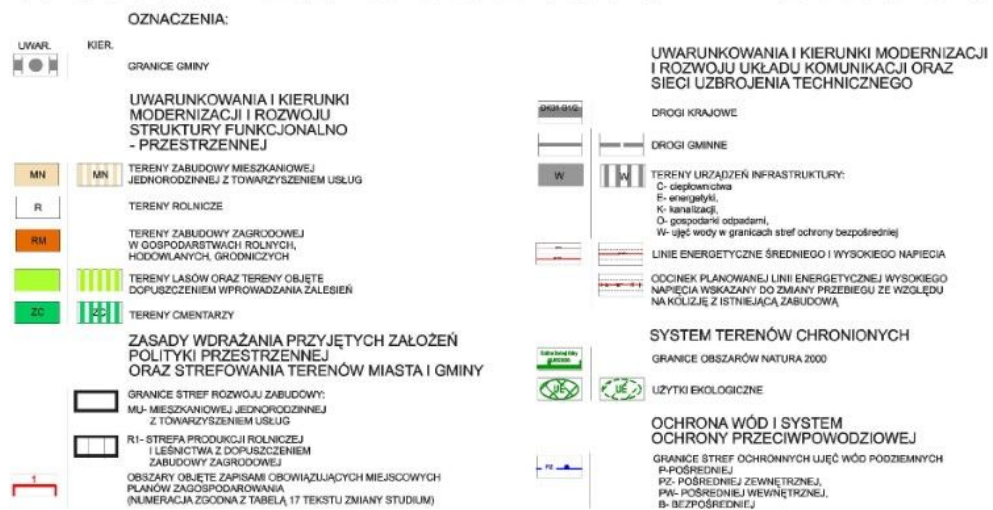 OZNACZENIA:
UWAR. KIER.
GRANICE GMINY
UWARUNKOWANIA I KIERUNKI
MODERNIZACJI I ROZWOJU
STRUKTURY FUNKCJONALNO
- PRZESTRZENNEJ
MN MN TERENY ZABUDOWY MIESZKANIOWEJ
JEDNORODZINNEJ Z TOWARZYSZENIEM USŁUG
R TERENY ROLNICZE
RM TERENY ZABUDOWY ZAGRODOWEJ
W GOSPODARSTWACH ROLNYCH,
HODOWLANYCH, GRODNICZYCH
TERENY LASÓW ORAZ TERENY OBJĘTE
DOPUSZCZENIEM WPROWADZANIA ZALESIEŃ
ZC ZC TERENY CMENTARZY
ZASADY WDRAŻANIA PRZYJĘTYCH ZAŁOŻEŃ
POLITYKI PRZESTRZENNEJ
ORAZ STREFOWANIA TERENÓW MIASTA I GMINY
GRANICE STREF ROZWOJU ZABUDOWY:
MU- MIESZKANIOWEJ JEDNORODZINNEJ
Z TOWARZYSZENIEM USŁUG
R1- STREFA PRODUKCJI ROLNICZEJ
I LEŚNICTWA Z DOPUSZCZENIEM
ZABUDOWY ZAGRODOWEJ
1 OBSZARY OBJĘTE ZAPISAMI OBOWIĄZUJĄCYCH MIEJSCOWYCH
PLANÓW ZAGOSPODAROWANIA
(NUMERACJA ZGODNA Z TABELĄ 17 TEKSTU ZMIANY STUDIUM)
UWARUNKOWANIA I KIERUNKI MODERNIZACJI
I ROZWOJU UKŁADU KOMUNIKACJI ORAZ
SIECI UZBROJENIA TECHNICZNEGO
DROGI KRAJOWE
DROGI GMINNE
W W TERENY URZĄDZEŃ INFRASTRUKTURY:
C- ciepłownictwa
E- energetyki,
K- kanalizacji,
O- gospodarki odpadami,
W- ujęć wody w granicach stref ochrony bezpośredniej
LINIE ENERGETYCZNE ŚREDNIEGO I WYSOKIEGO NAPIECIA
ODCINEK PLANOWANEJ LINII ENERGETYCZNEJ WYSOKIEGO
NAPIĘCIA WSKAZANY DO ZMIANY PRZEBIEGU ZE WZGLĘDU
NA KOLIZJĘ Z ISTNIEJĄCĄ ZABUDOWĄ
SYSTEM TERENÓW CHRONIONYCH
GRANICE OBSZARÓW NATURA 2000
UE UE UŻYTKI EKOLOGICZNE
OCHRONA WÓD I SYSTEM
OCHRONY PRZECIWPOWODZIOWEJ
PZ GRANICE STREF OCHRONNYCH UJĘĆ WÓD PODZIEMNYCH
P-POŚREDNIEJ
PZ- POŚREDNIEJ ZEWNĘTRZNEJ,
PW- POŚREDNIEJ WEWNĘTRZNEJ,
B- BEZPOŚREDNIEJ